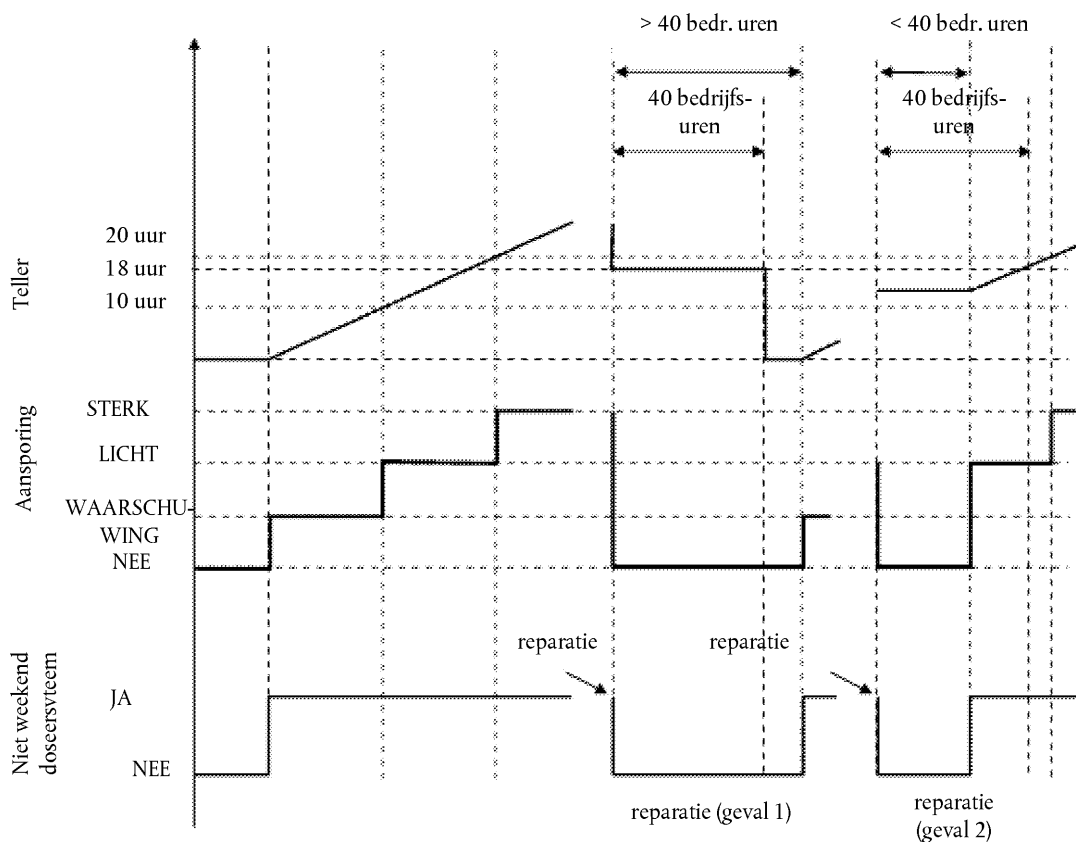 > 40 bedr. uren
< 40 bedr. uren
40 bedrijfs-
uren
40 bedrijfs-
uren
Teller
20 uur
18 uur
10 uur
Aansporing
STERK
LICHT
WAARSCHU-
WING
NEE
Niet weekend
doseersvteem
JA
NEE
reparatie
reparatie
reparatie (geval 1)
reparatie
(geval 2)